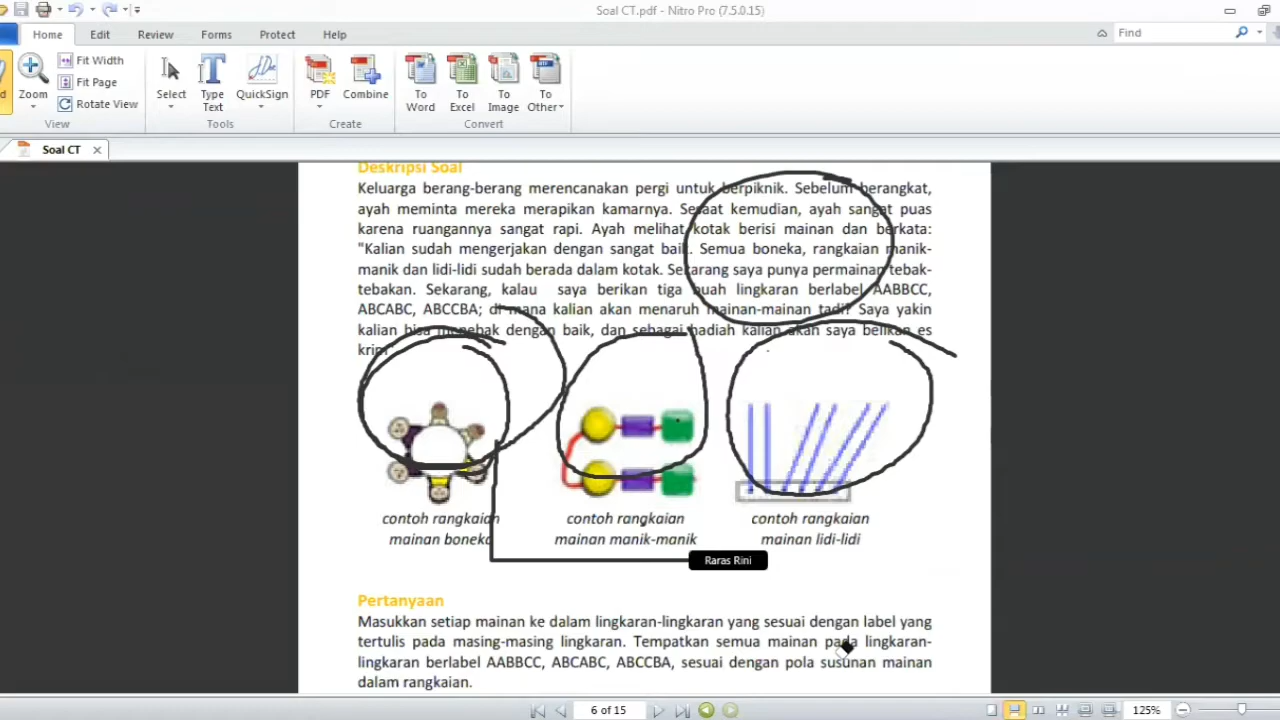 Soal CT.pdf - Nitro Pro (7.5.0.15)
Home Edit Review Forms Protect Help
Find
Zoom
Fit Width
Fit Page
Rotate View
View
Select
Type Text
QuickSign
Tools
PDF
Combine
Create
To Word
To Excel
To Image
To Other
Convert
Soal CT
Deskripsi Soal
Keluarga berang-berang merencanakan pergi untuk berpiknik. Sebelum berangkat,
ayah meminta mereka merapikan kamarnya. Sesaat kemudian, ayah sangat puas
karena ruangannya sangat rapi. Ayah melihat kotak berisi mainan dan berkata:
"Kalian sudah mengerjakan dengan sangat baik. Semua boneka, rangkaian manik-
manik dan lidi-lidi sudah berada dalam kotak. Sekarang saya punya permainan tebak-
tebakan. Sekarang, kalau saya berikan tiga buah lingkaran berlabel AABBCC,
ABCABC, ABCCBA; di mana kalian akan menaruh mainan-mainan tadi? Saya yakin
kalian bisa menebak dengan baik, dan sebagai hadiah kalian akan saya belikan es
krim"
contoh rangkaian
mainan boneka
contoh rangkaian
mainan manik-manik
contoh rangkaian
mainan lidi-lidi
Raras Rini
Pertanyaan
Masukkan setiap mainan ke dalam lingkaran-lingkaran yang sesuai dengan label yang
tertulis pada masing-masing lingkaran. Tempatkan semua mainan pada lingkaran-
lingkaran berlabel AABBCC, ABCABC, ABCCBA, sesuai dengan pola susunan mainan
dalam rangkaian.
6 of 15
125%